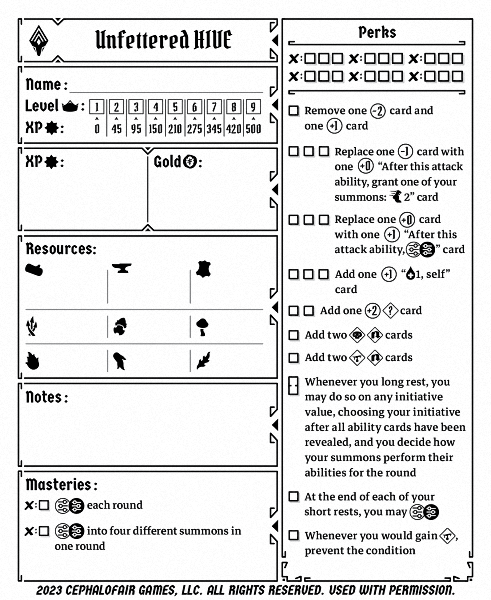 Unfettered HIVE
Name:
Level: 1 2 3 4 5 6 7 8 9
XP: 0 45 95 150 210 275 345 420 500
XP: Gold:
Resources:
Notes:
Masteries:
: each round
: into four different summons in
one round
Perks
Remove one -2 card and
one +1 card
Replace one -1 card with
one +0 “After this attack
ability, grant one of your
summons: 2” card
Replace one +0 card
with one +1 “After this
attack ability, ” card
Add one +1 “1, self”
card
Add one +2 ? card
Add two cards
Add two cards
Whenever you long rest, you
may do so on any initiative
value, choosing your initiative
after all ability cards have been
revealed, and you decide how
your summons perform their
abilities for the round
At the end of each of your
short rests, you may
Whenever you would gain ,
prevent the condition
2023 CEPHALOFAIR GAMES, LLC. ALL RIGHTS RESERVED. USED WITH PERMISSION.